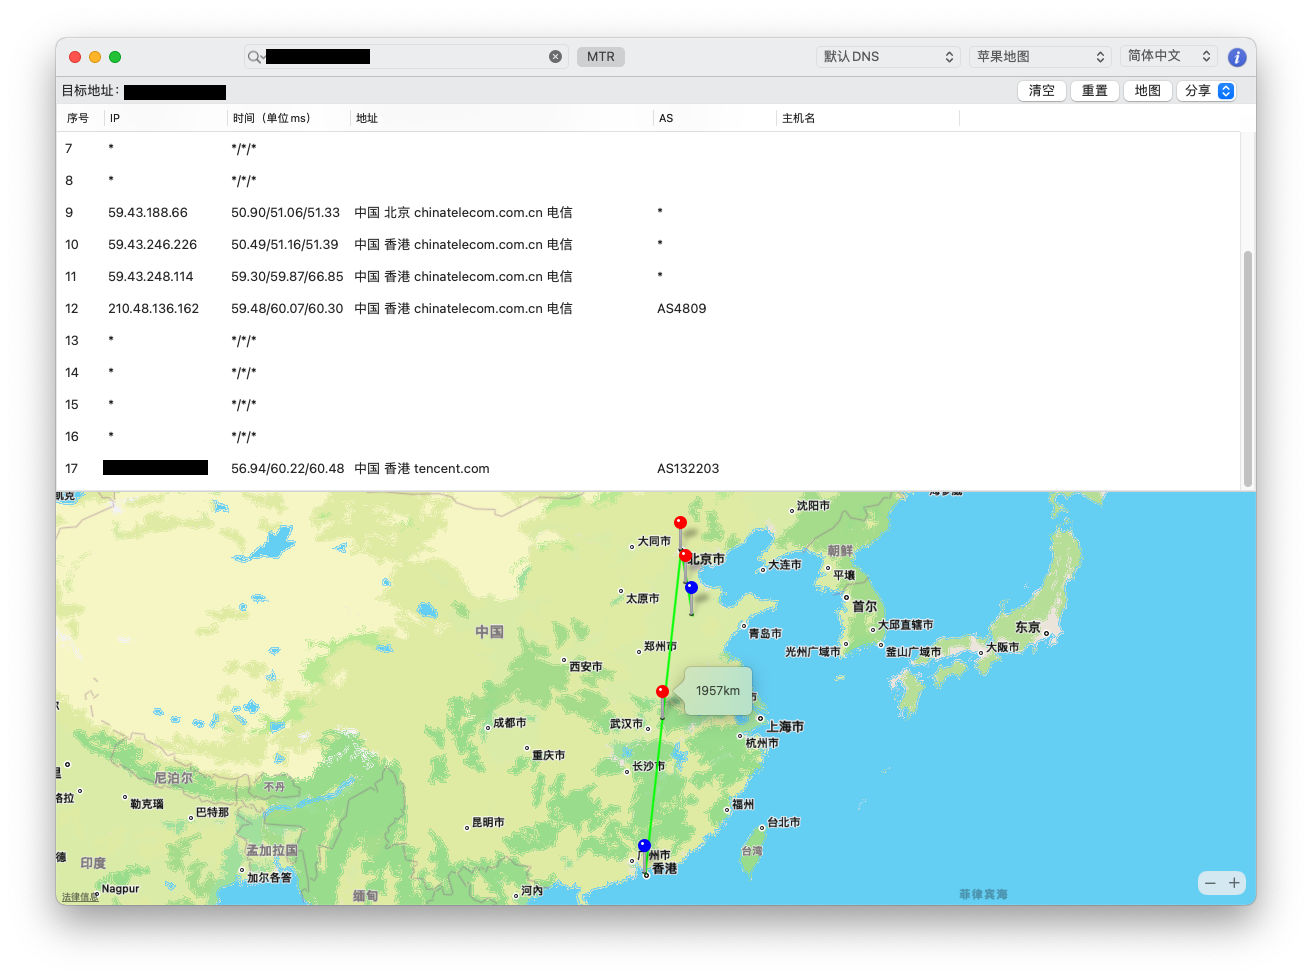 MTR 默认DNS 苹果地图 简体中文
目标地址: 清空 重置 地图 分享
序号 IP 时间（单位ms） 地址 AS 主机名
7 * */*/*
8 * */*/*
9 59.43.188.66 50.90/51.06/51.33 中国 北京 chinatelecom.com.cn 电信 *
10 59.43.246.226 50.49/51.16/51.39 中国 香港 chinatelecom.com.cn 电信 *
11 59.43.248.114 59.30/59.87/66.85 中国 香港 chinatelecom.com.cn 电信 *
12 210.48.136.162 59.48/60.07/60.30 中国 香港 chinatelecom.com.cn 电信 AS4809
13 * */*/*
14 * */*/*
15 * */*/*
16 * */*/*
17 56.94/60.22/60.48 中国 香港 tencent.com AS132203
沈阳市
大同市
朝鲜
北京市
大连市
平壤
太原市
首尔
大邱直辖市
东京
中国
青岛市
郑州市
光州广域市
釜山广域市
大阪市
西安市
1957km
成都市
武汉市
上海市
杭州市
重庆市
长沙市
尼泊尔
不丹
勒克瑙
巴特那
福州
昆明市
台北市
孟加拉国
州市
台湾
印度
香港
加尔各答
Nagpur
河内
缅甸
菲律宾海
法律信息